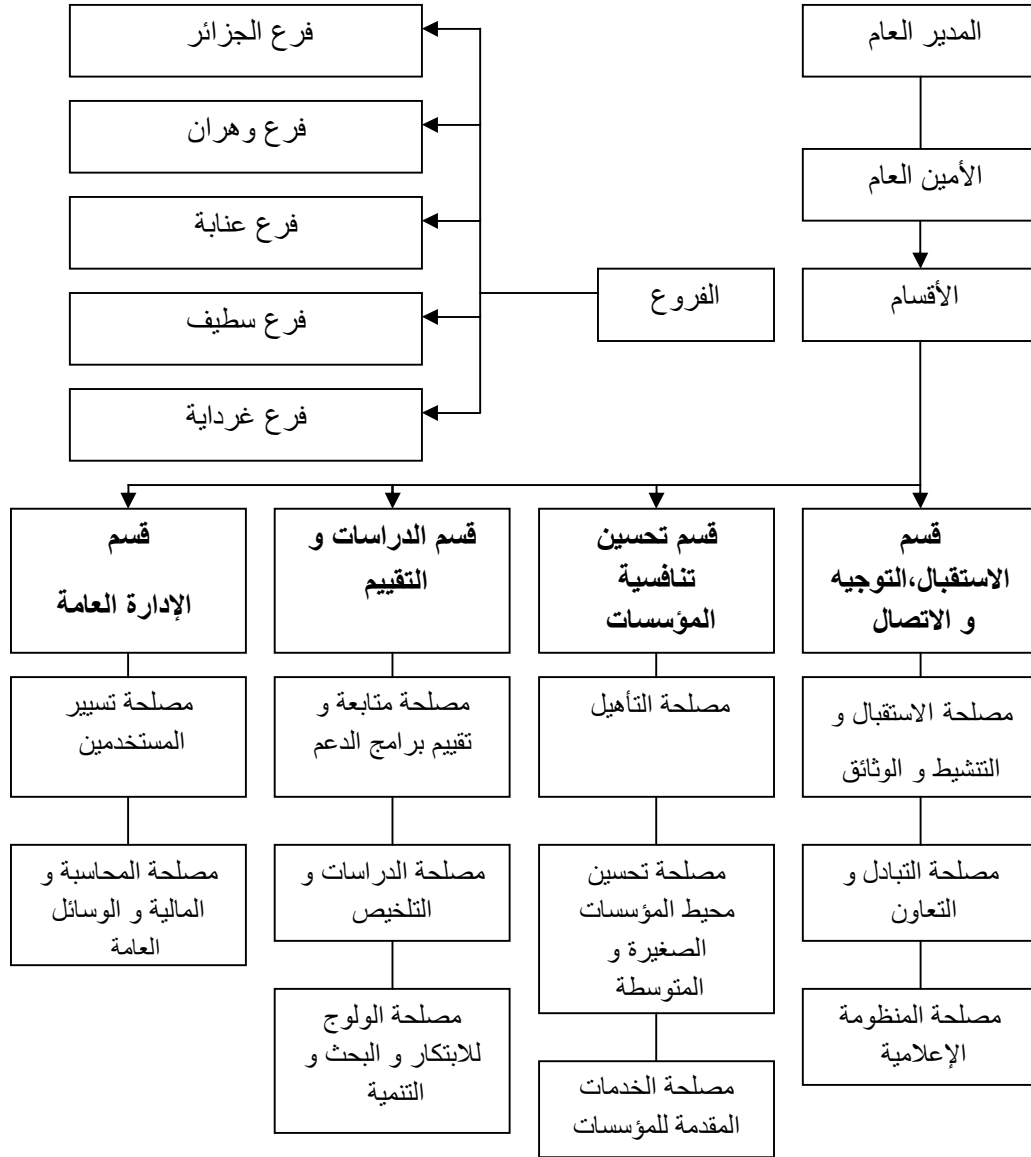 المدير العام
الأمين العام
الأقسام
الفروع
فرع الجزائر
فرع وهران
فرع عنابة
فرع سطيف
فرع غرداية
قسم
الاستقبال،التوجيه
و الاتصال
مصلحة الاستقبال و
التنشيط و الوثائق
مصلحة التبادل و
التعاون
مصلحة المنظومة
الإعلامية
قسم تحسين
تنافسية
المؤسسات
مصلحة التأهيل
مصلحة تحسين
محيط المؤسسات
الصغيرة و
المتوسطة
مصلحة الخدمات
المقدمة للمؤسسات
قسم الدراسات و
التقييم
مصلحة متابعة و
تقييم برامج الدعم
مصلحة الدراسات و
التلخيص
مصلحة الولوج
للابتكار و البحث و
التنمية
قسم
الإدارة العامة
مصلحة تسيير
المستخدمين
مصلحة المحاسبة و
المالية و الوسائل
العامة